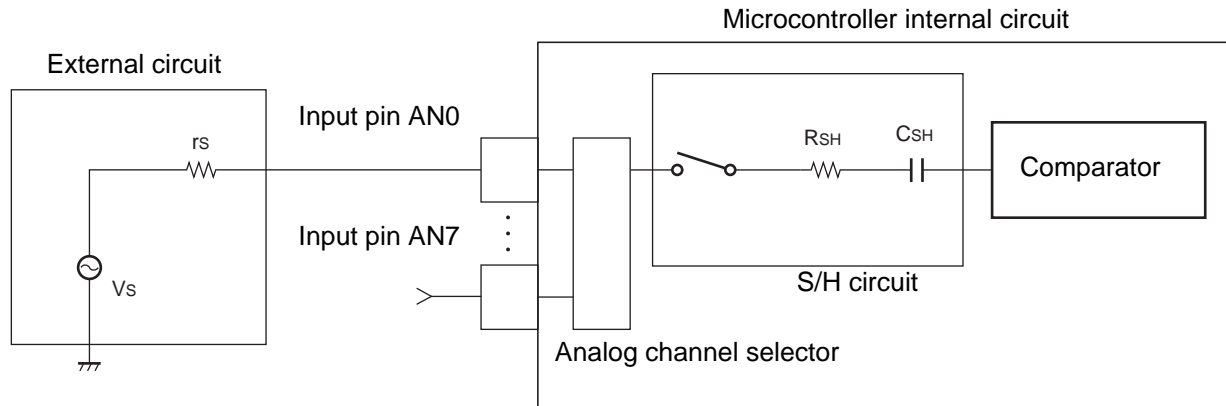 Microcontroller internal circuit
External circuit
Input pin AN0
rS
RSH
CSH
Comparator
Input pin AN7
VS
S/H circuit
Analog channel selector